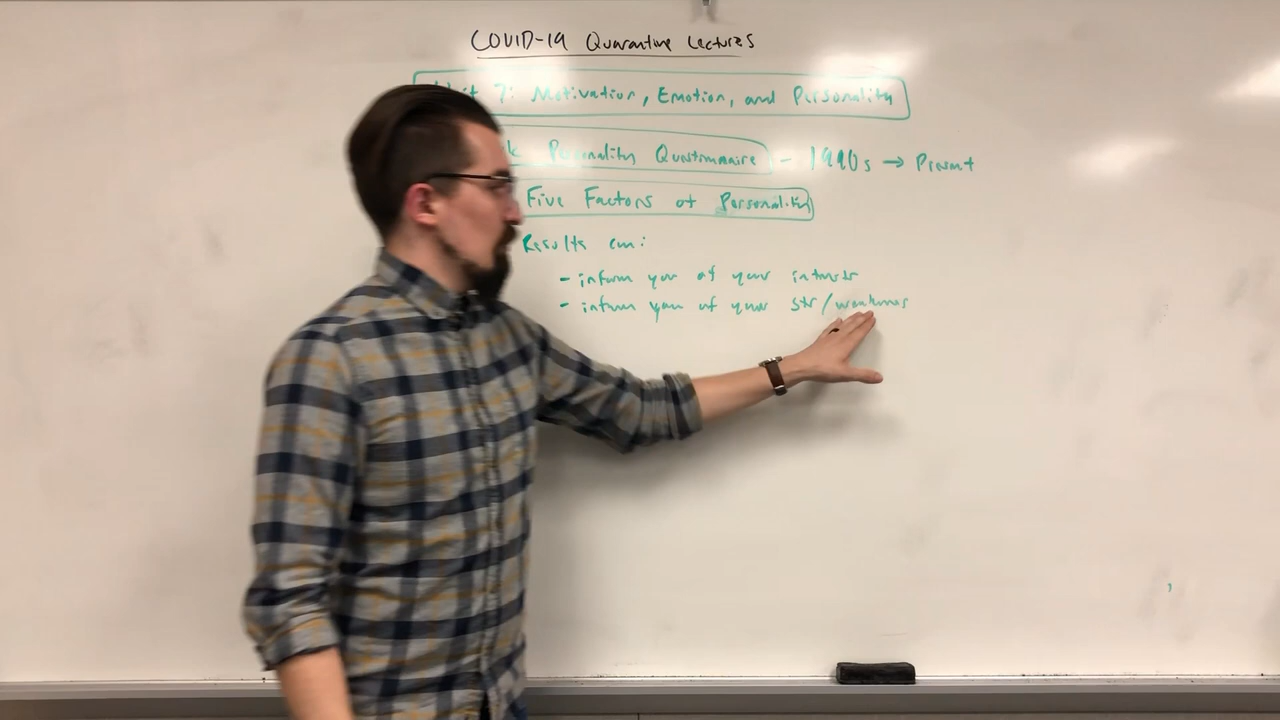 COVID-19 Quarantine Lectures
7: Motivation, Emotion, and Personality
Personality Questionnaire - 1990s → Present
Five Factors of Personality
Results can:
- inform you of your interests
- inform you of your str/weaknesses